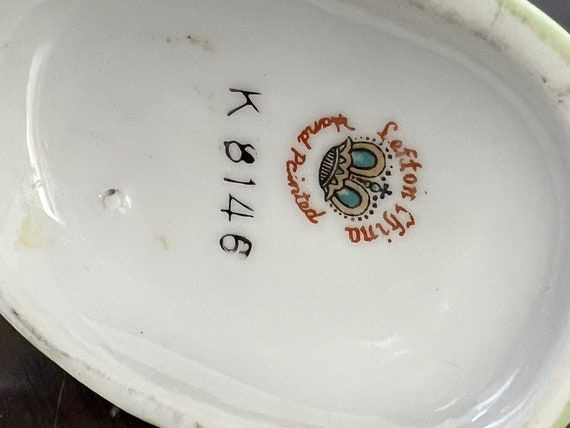 Lefton China
Hand Painted
K 8146